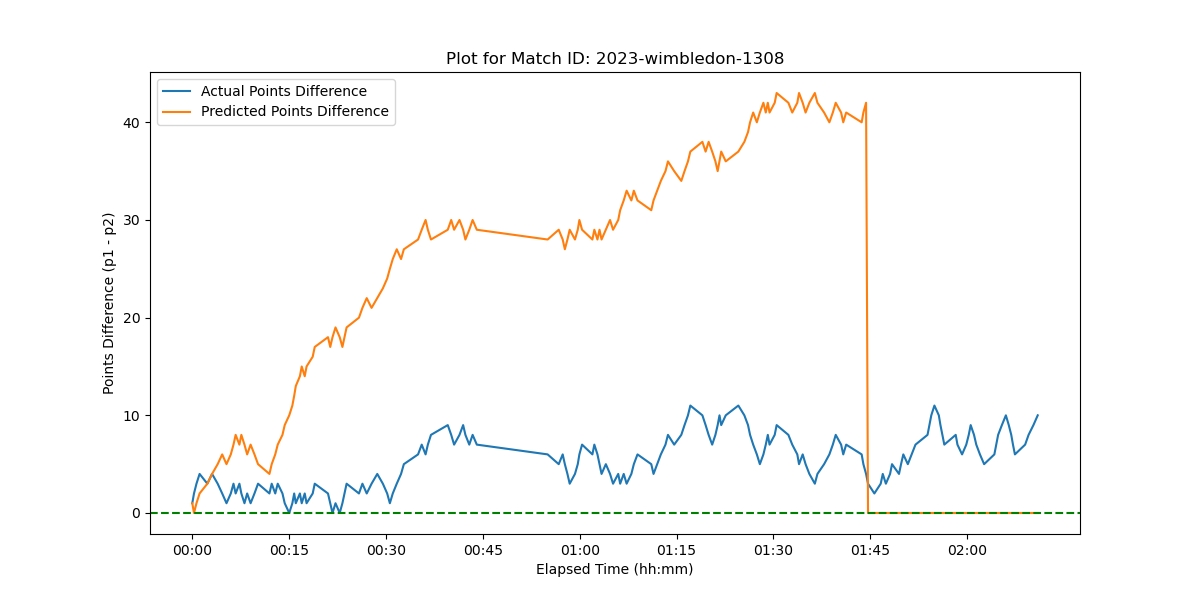 Plot for Match ID: 2023-wimbledon-1308
Actual Points Difference
Predicted Points Difference
Points Difference (p1 - p2)
40
30
20
10
0
00:00 00:15 00:30 00:45 01:00 01:15 01:30 01:45 02:00
Elapsed Time (hh:mm)